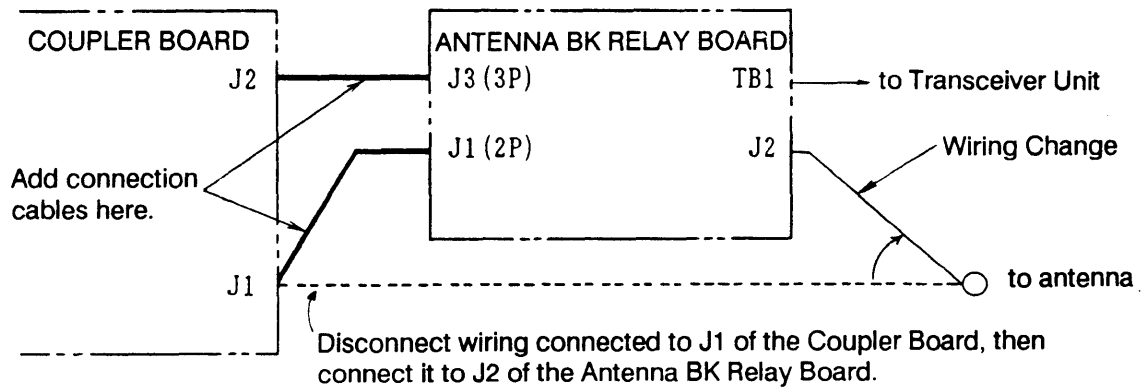 COUPLER BOARD
ANTENNA BK RELAY BOARD
J2
J3 (3P)
TB1
to Transceiver Unit
J1 (2P)
J2
Wiring Change
Add connection
cables here.
J1
to antenna
Disconnect wiring connected to J1 of the Coupler Board, then
connect it to J2 of the Antenna BK Relay Board.